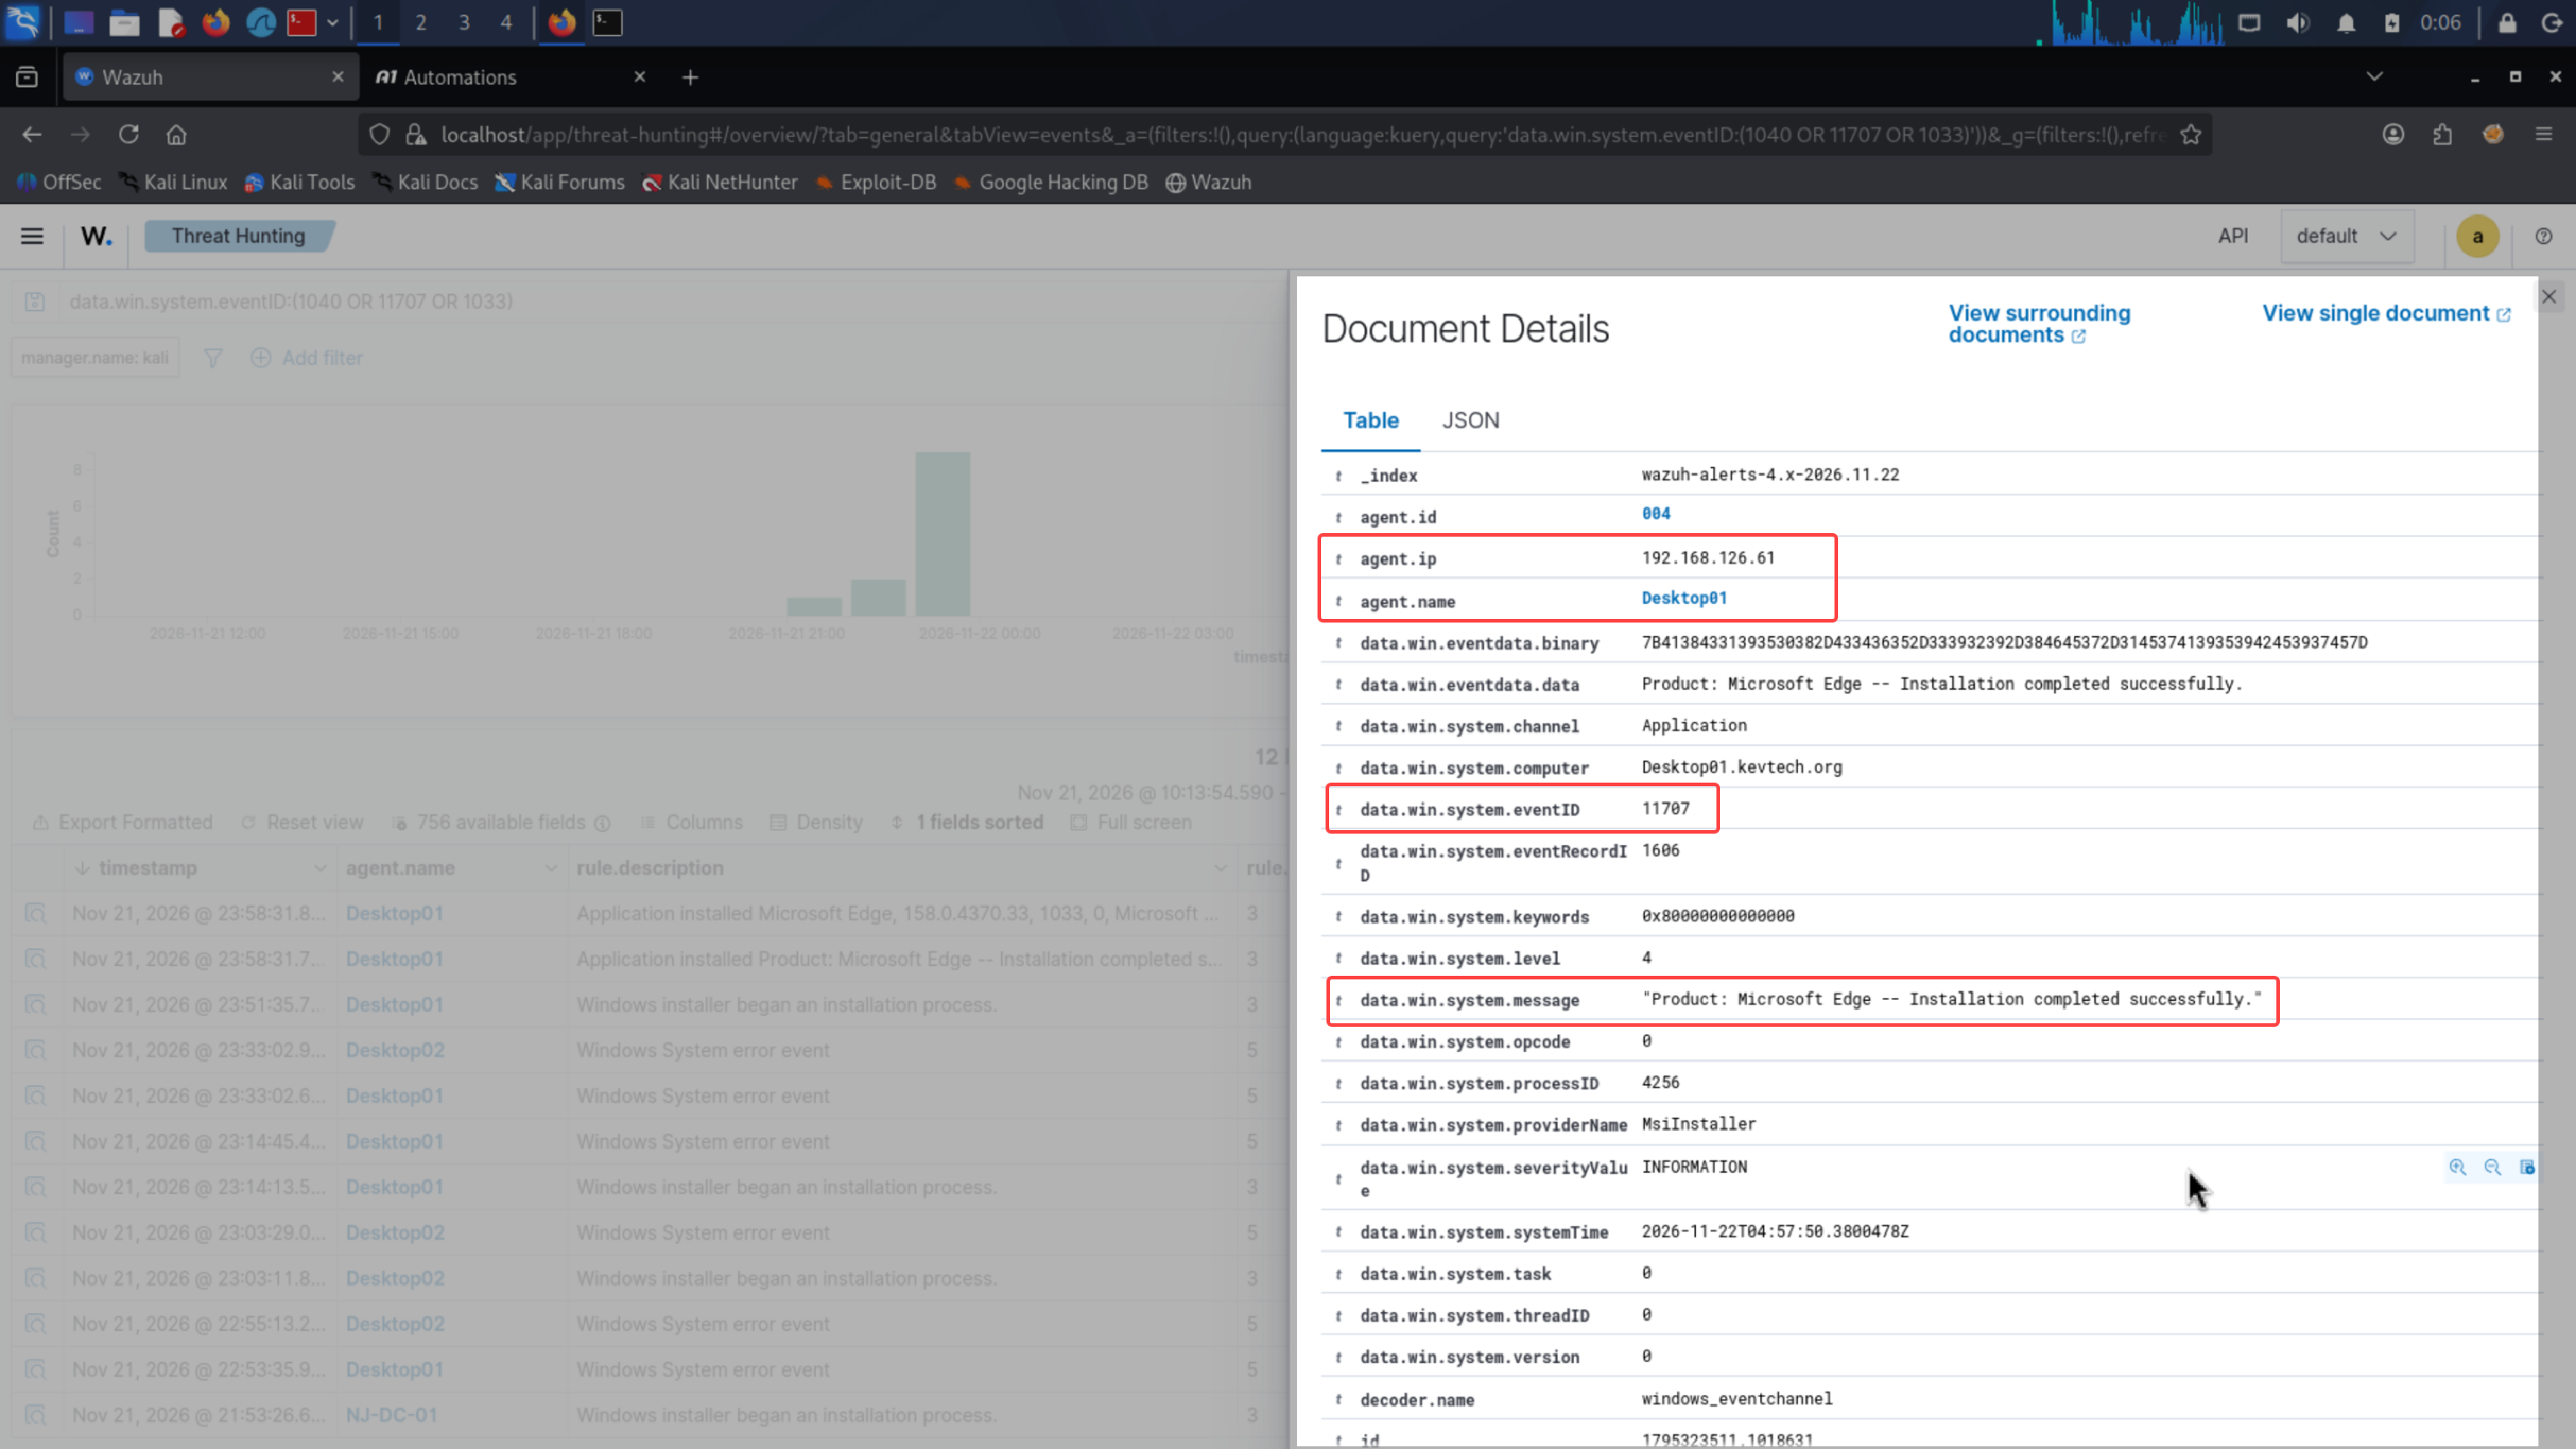 1 2 3 4 0:06
Wazuh Automations
localhost/app/threat-hunting#/overview/?tab=general&tabView=events&_a=(filters:!(),query:(language:kuery,query:'data.win.system.eventID:(1040 OR 11707 OR 1033)'))&_g=(filters:!(),refre
OffSec Kali Linux Kali Tools Kali Docs Kali Forums Kali NetHunter Exploit-DB Google Hacking DB Wazuh
W. Threat Hunting API default a
data.win.system.eventID:(1040 OR 11707 OR 1033)
manager.name: kali Add filter
Count
8
6
4
2
0
2026-11-21 12:00 2026-11-21 15:00 2026-11-21 18:00 2026-11-21 21:00 2026-11-22 00:00 2026-11-22 03:00
timesta
12
Nov 21, 2026 @ 10:13:54.590 -
Export Formatted Reset view 756 available fields Columns Density 1 fields sorted Full screen
timestamp agent.name rule.description rule.
Nov 21, 2026 @ 23:58:31.8... Desktop01 Application installed Microsoft Edge, 158.0.4370.33, 1033, 0, Microsoft ... 3
Nov 21, 2026 @ 23:58:31.7... Desktop01 Application installed Product: Microsoft Edge -- Installation completed s... 3
Nov 21, 2026 @ 23:51:35.7... Desktop01 Windows installer began an installation process. 3
Nov 21, 2026 @ 23:33:02.9... Desktop02 Windows System error event 5
Nov 21, 2026 @ 23:33:02.6... Desktop01 Windows System error event 5
Nov 21, 2026 @ 23:14:45.4... Desktop01 Windows System error event 5
Nov 21, 2026 @ 23:14:13.5... Desktop01 Windows installer began an installation process. 3
Nov 21, 2026 @ 23:03:29.0... Desktop02 Windows System error event 5
Nov 21, 2026 @ 23:03:11.8... Desktop02 Windows installer began an installation process. 3
Nov 21, 2026 @ 22:55:13.2... Desktop02 Windows System error event 5
Nov 21, 2026 @ 22:53:35.9... Desktop01 Windows System error event 5
Nov 21, 2026 @ 21:53:26.6... NJ-DC-01 Windows installer began an installation process. 3
Document Details
View surrounding
documents
View single document
Table JSON
t _index wazuh-alerts-4.x-2026.11.22
t agent.id 004
t agent.ip 192.168.126.61
t agent.name Desktop01
t data.win.eventdata.binary 7B41384331393530382D433436352D333932392D384645372D3145374139353942453937457D
t data.win.eventdata.data Product: Microsoft Edge -- Installation completed successfully.
t data.win.system.channel Application
t data.win.system.computer Desktop01.kevtech.org
t data.win.system.eventID 11707
t data.win.system.eventRecordI 1606
D
t data.win.system.keywords 0x80000000000000
t data.win.system.level 4
t data.win.system.message "Product: Microsoft Edge -- Installation completed successfully."
t data.win.system.opcode 0
t data.win.system.processID 4256
t data.win.system.providerName MsiInstaller
t data.win.system.severityValu INFORMATION
e
t data.win.system.systemTime 2026-11-22T04:57:50.3800478Z
t data.win.system.task 0
t data.win.system.threadID 0
t data.win.system.version 0
t decoder.name windows_eventchannel
t id 1795323511.1018631